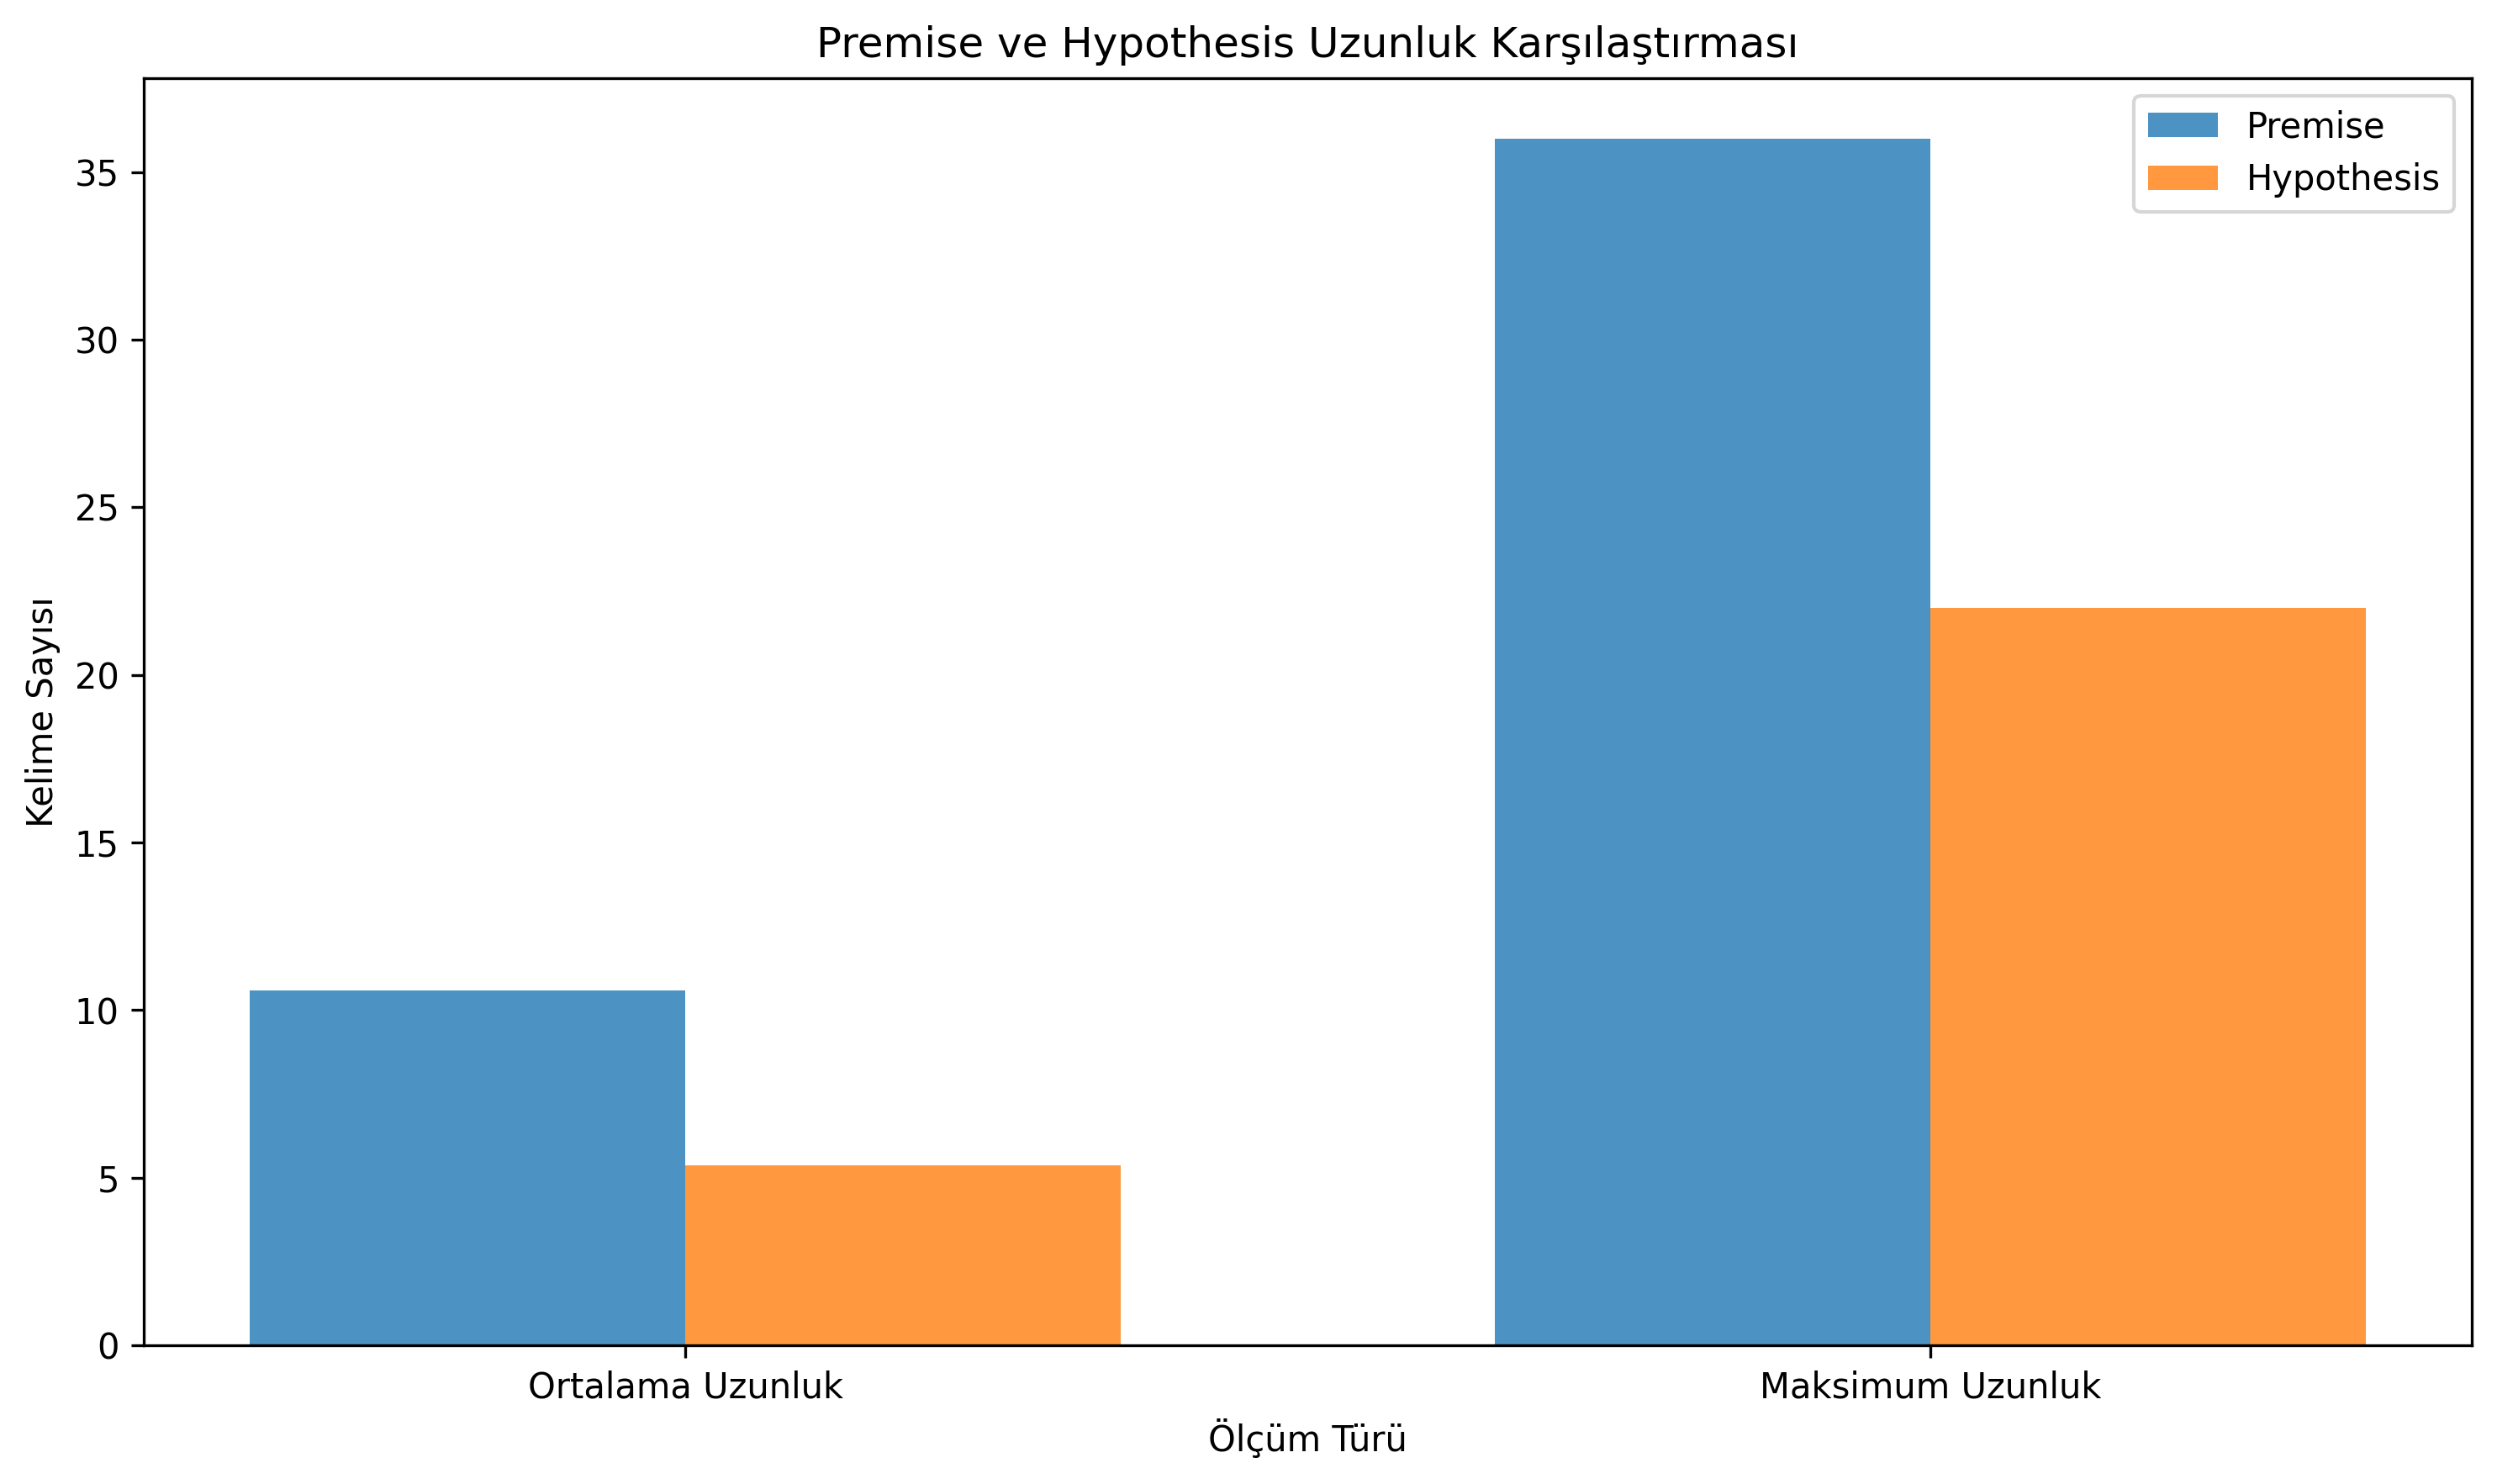 Premise ve Hypothesis Uzunluk Karşılaştırması
Premise
Hypothesis
Kelime Sayısı
35
30
25
20
15
10
5
0
Ortalama Uzunluk
Maksimum Uzunluk
Ölçüm Türü